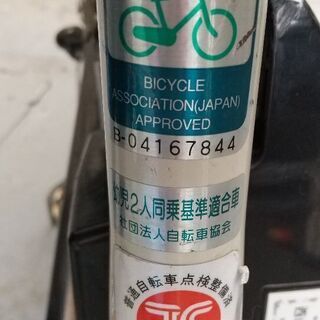 BICYCLE
ASSOCIATION(JAPAN)
APPROVED
B-04167844
幼児2人同乗基準適合車
社団法人自転車協会
普通自転車点検整備済
TS